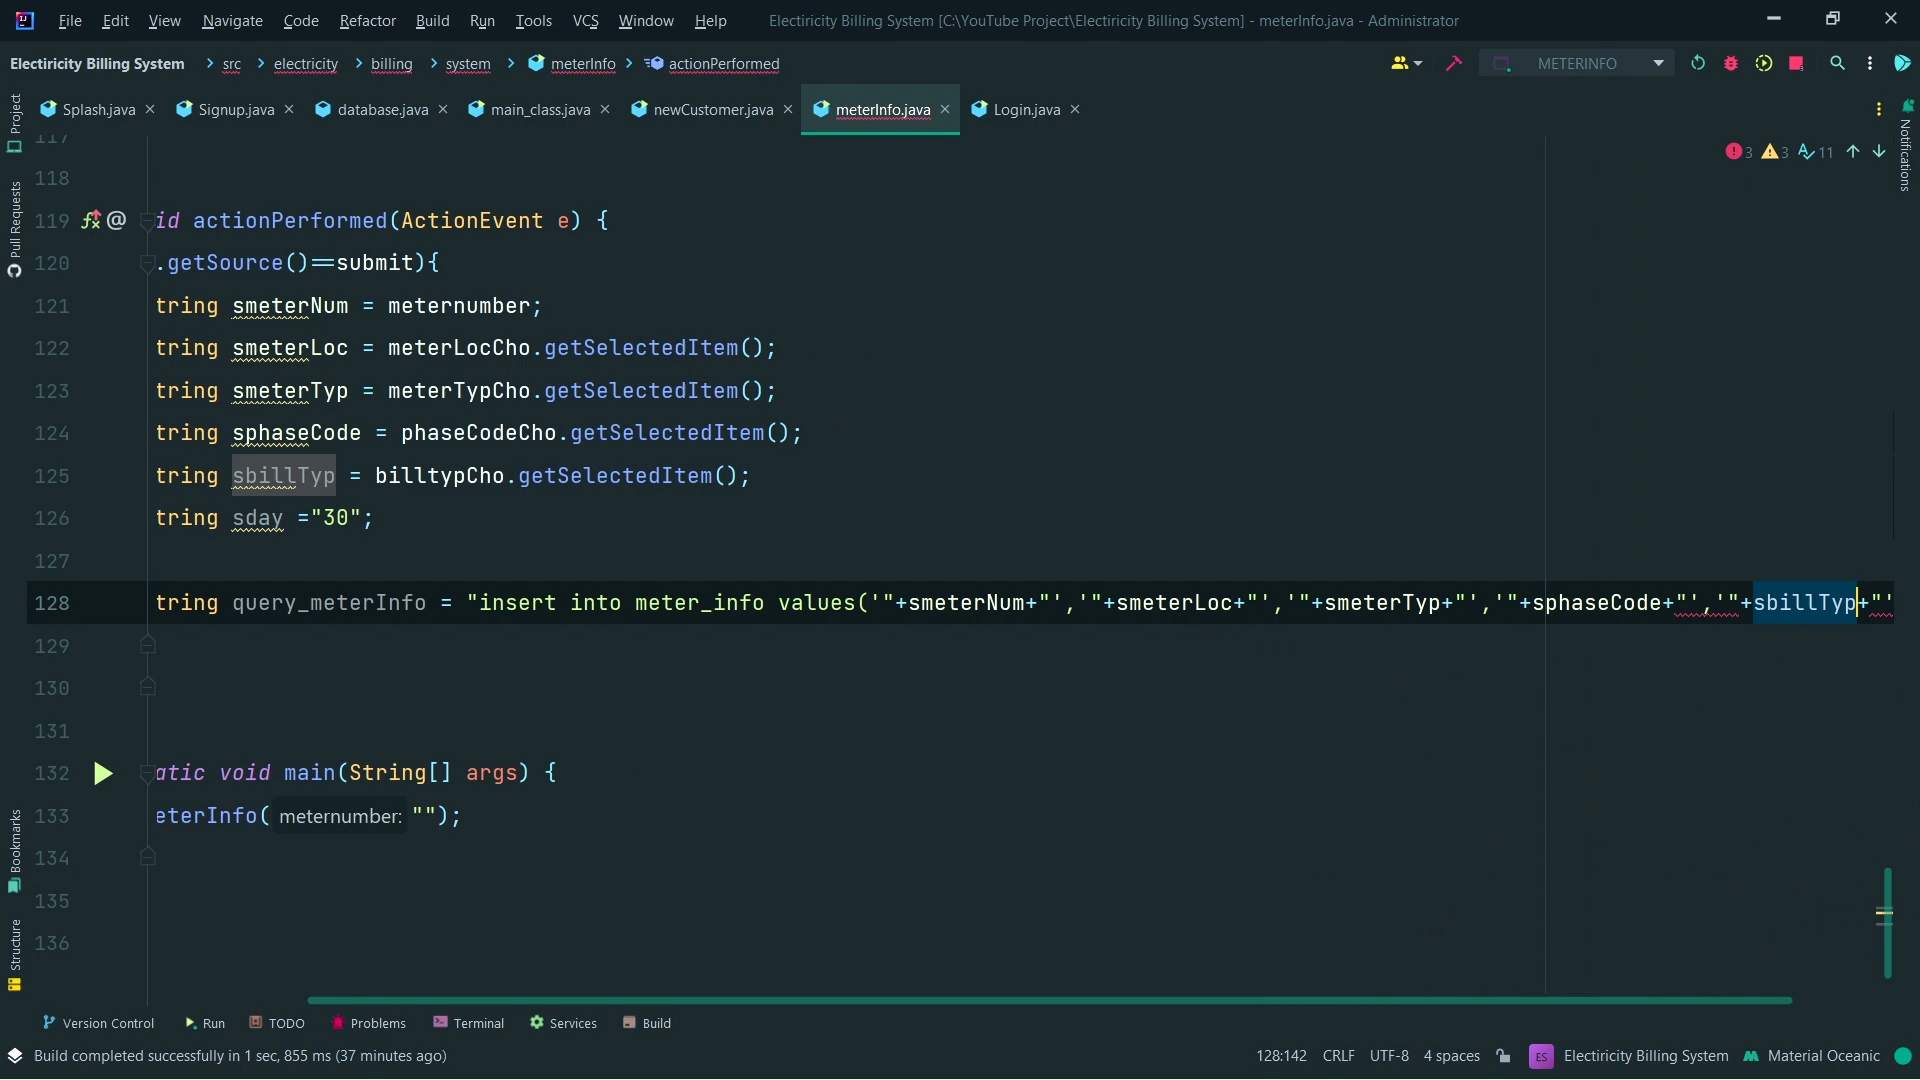 File Edit View Navigate Code Refactor Build Run Tools VCS Window Help Electiricity Billing System [C:\YouTube Project\Electiricity Billing System] - meterInfo.java - Administrator
Electiricity Billing System src electricity billing system meterInfo actionPerformed METERINFO
Splash.java Signup.java database.java main_class.java newCustomer.java meterInfo.java Login.java
Project
Pull Requests
Bookmarks
Structure
Notifications
3 3 11
117
118
119 id actionPerformed(ActionEvent e) {
120 .getSource()==submit){
121 tring smeterNum = meternumber;
122 tring smeterLoc = meterLocCho.getSelectedItem();
123 tring smeterTyp = meterTypCho.getSelectedItem();
124 tring sphaseCode = phaseCodeCho.getSelectedItem();
125 tring sbillTyp = billtypCho.getSelectedItem();
126 tring sday ="30";
127
128 tring query_meterInfo = "insert into meter_info values('"+smeterNum+"','"+smeterLoc+"','"+smeterTyp+"','"+sphaseCode+"','"+sbillTyp+"'
129
130
131
132 atic void main(String[] args) {
133 eterInfo( meternumber: "");
134
135
136
Version Control Run TODO Problems Terminal Services Build
Build completed successfully in 1 sec, 855 ms (37 minutes ago) 128:142 CRLF UTF-8 4 spaces ES Electiricity Billing System Material Oceanic